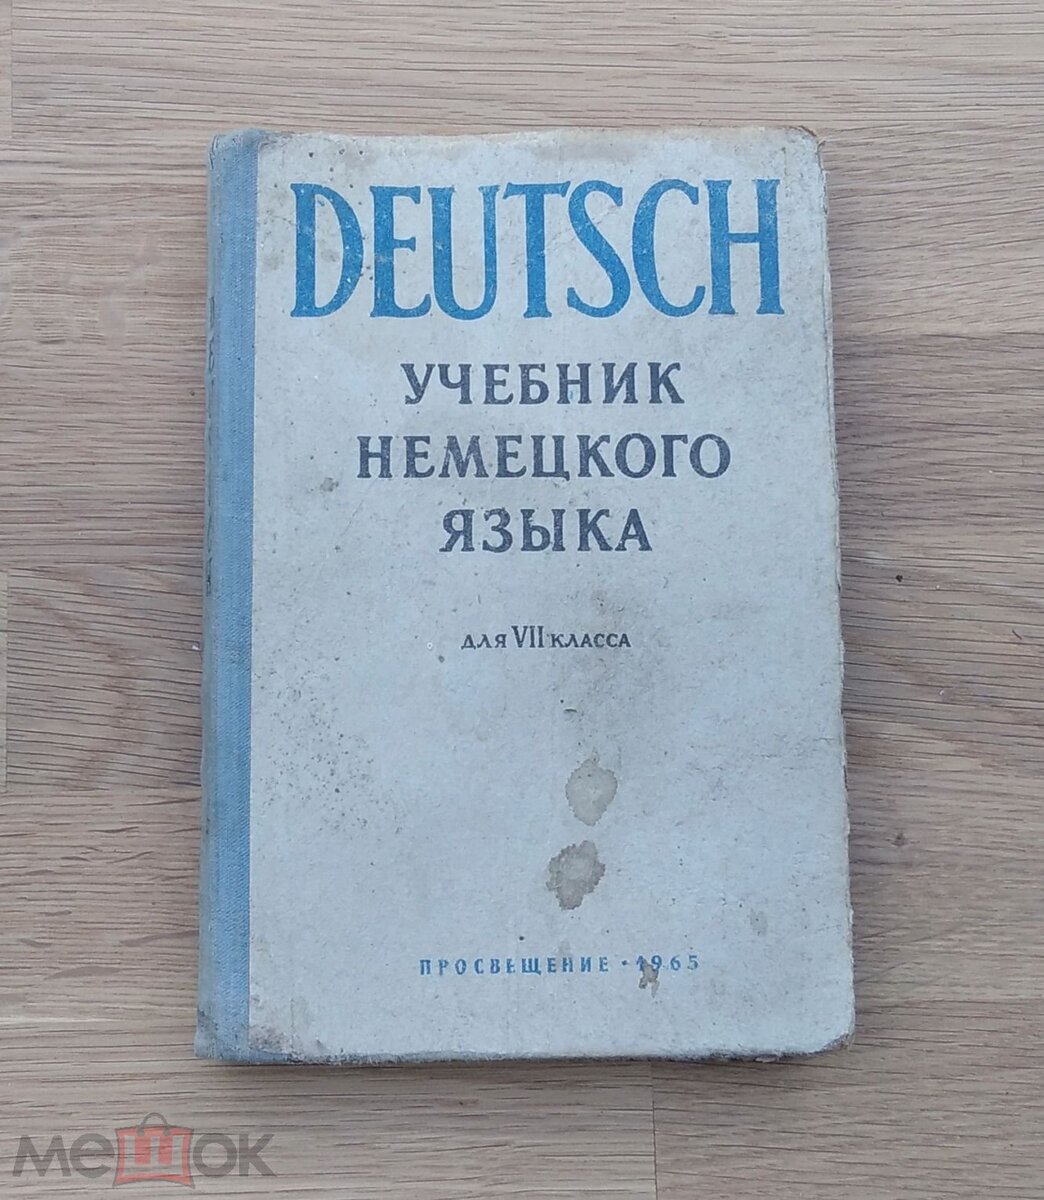 DEUTSCH
УЧЕБНИК
НЕМЕЦКОГО
ЯЗЫКА
ДЛЯ VII КЛАССА
ПРОСВЕЩЕНИЕ • 1965
мешок